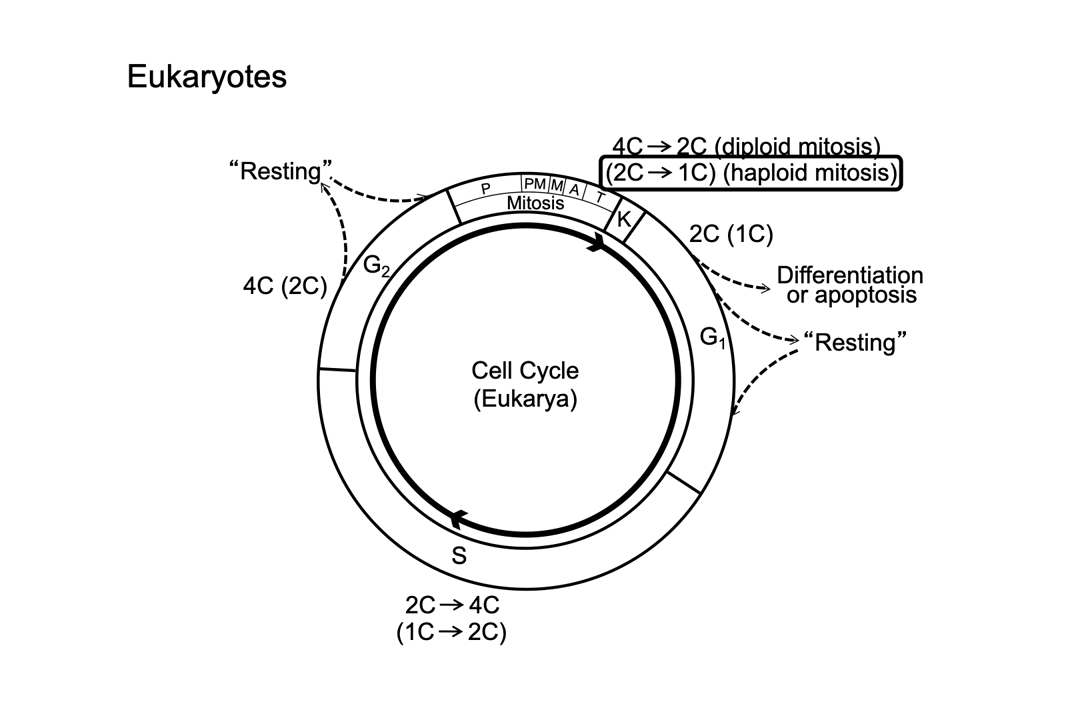 Eukaryotes
4C→2C (diploid mitosis)
(2C→1C) (haploid mitosis)
“Resting”
P PM M A T
Mitosis
K
2C (1C)
G₂
4C (2C)
Differentiation
or apoptosis
G₁
“Resting”
Cell Cycle
(Eukarya)
S
2C→4C
(1C→2C)